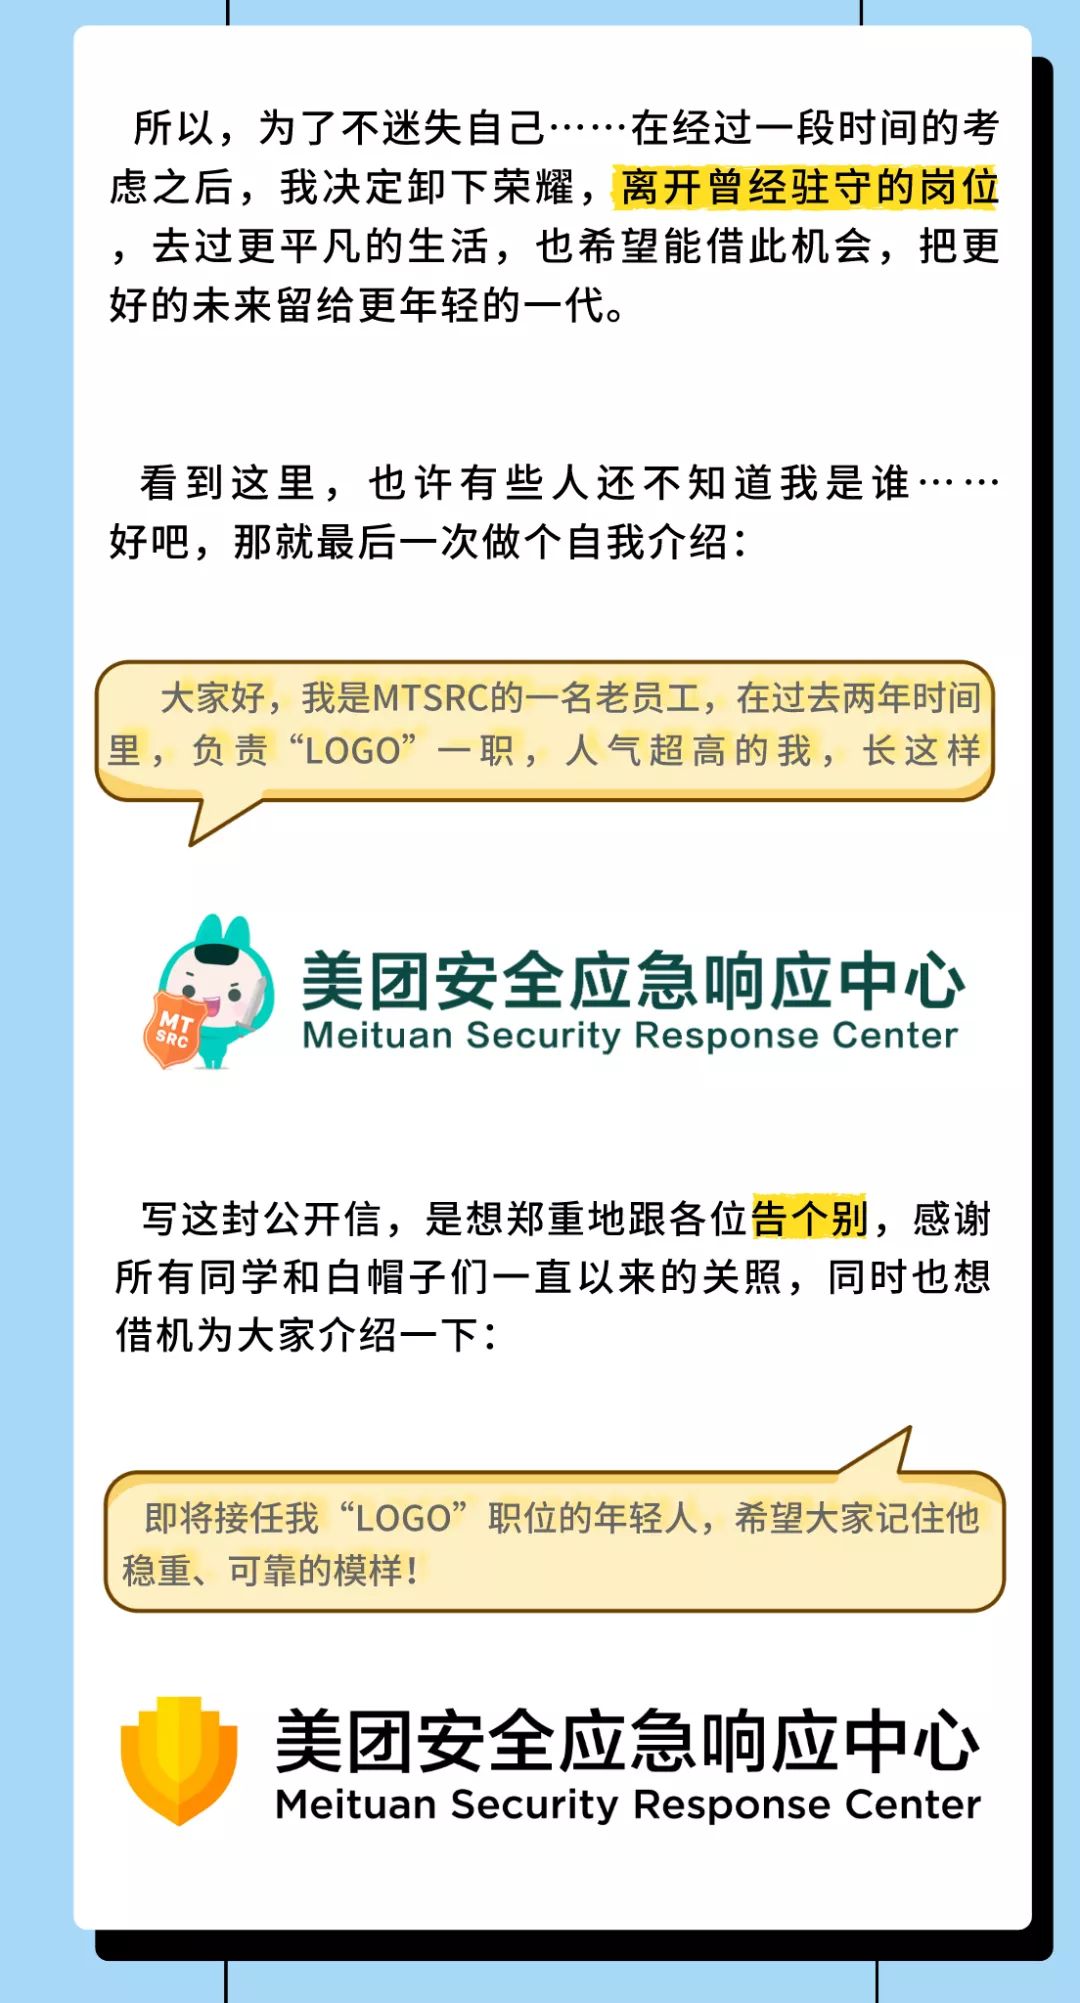 所以，为了不迷失自己……在经过一段时间的考
虑之后，我决定卸下荣耀，离开曾经驻守的岗位
，去过更平凡的生活，也希望能借此机会，把更
好的未来留给更年轻的一代。
看到这里，也许有些人还不知道我是谁……
好吧，那就最后一次做个自我介绍：
大家好，我是MTSRC的一名老员工，在过去两年时间
里，负责“LOGO”一职，人气超高的我，长这样
MT
SRC
美团安全应急响应中心
Meituan Security Response Center
写这封公开信，是想郑重地跟各位告个别，感谢
所有同学和白帽子们一直以来的关照，同时也想
借机为大家介绍一下：
即将接任我“LOGO”职位的年轻人，希望大家记住他
稳重、可靠的模样！
美团安全应急响应中心
Meituan Security Response Center